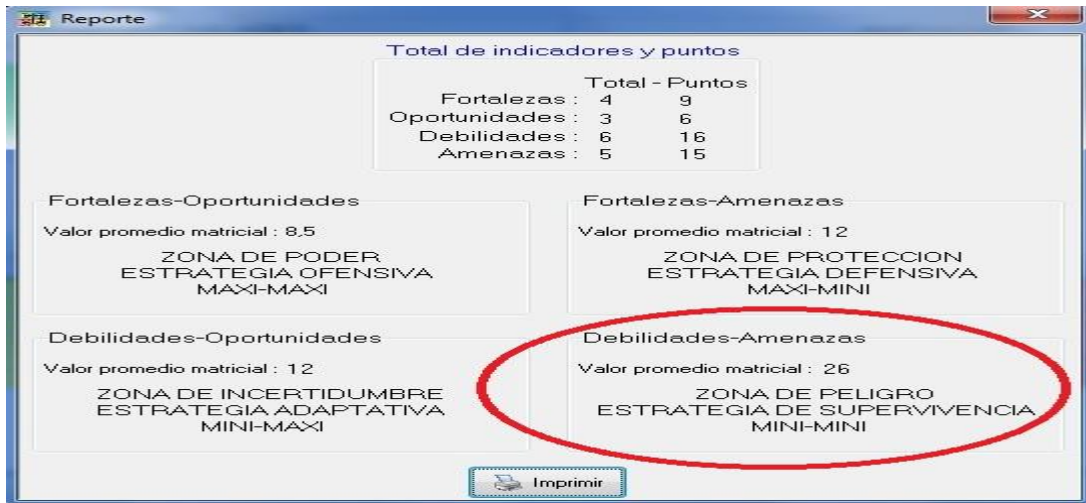 Reporte
Total de indicadores y puntos
Total - Puntos
Fortalezas : 4 9
Oportunidades : 3 6
Debilidades : 6 16
Amenazas : 5 15
Fortalezas-Oportunidades
Valor promedio matricial : 8,5
ZONA DE PODER
ESTRATEGIA OFENSIVA
MAXI-MAXI
Fortalezas-Amenazas
Valor promedio matricial : 12
ZONA DE PROTECCION
ESTRATEGIA DEFENSIVA
MAXI-MINI
Debilidades-Oportunidades
Valor promedio matricial : 12
ZONA DE INCERTIDUMBRE
ESTRATEGIA ADAPTATIVA
MINI-MAXI
Debilidades-Amenazas
Valor promedio matricial : 26
ZONA DE PELIGRO
ESTRATEGIA DE SUPERVIVENCIA
MINI-MINI
Imprimir